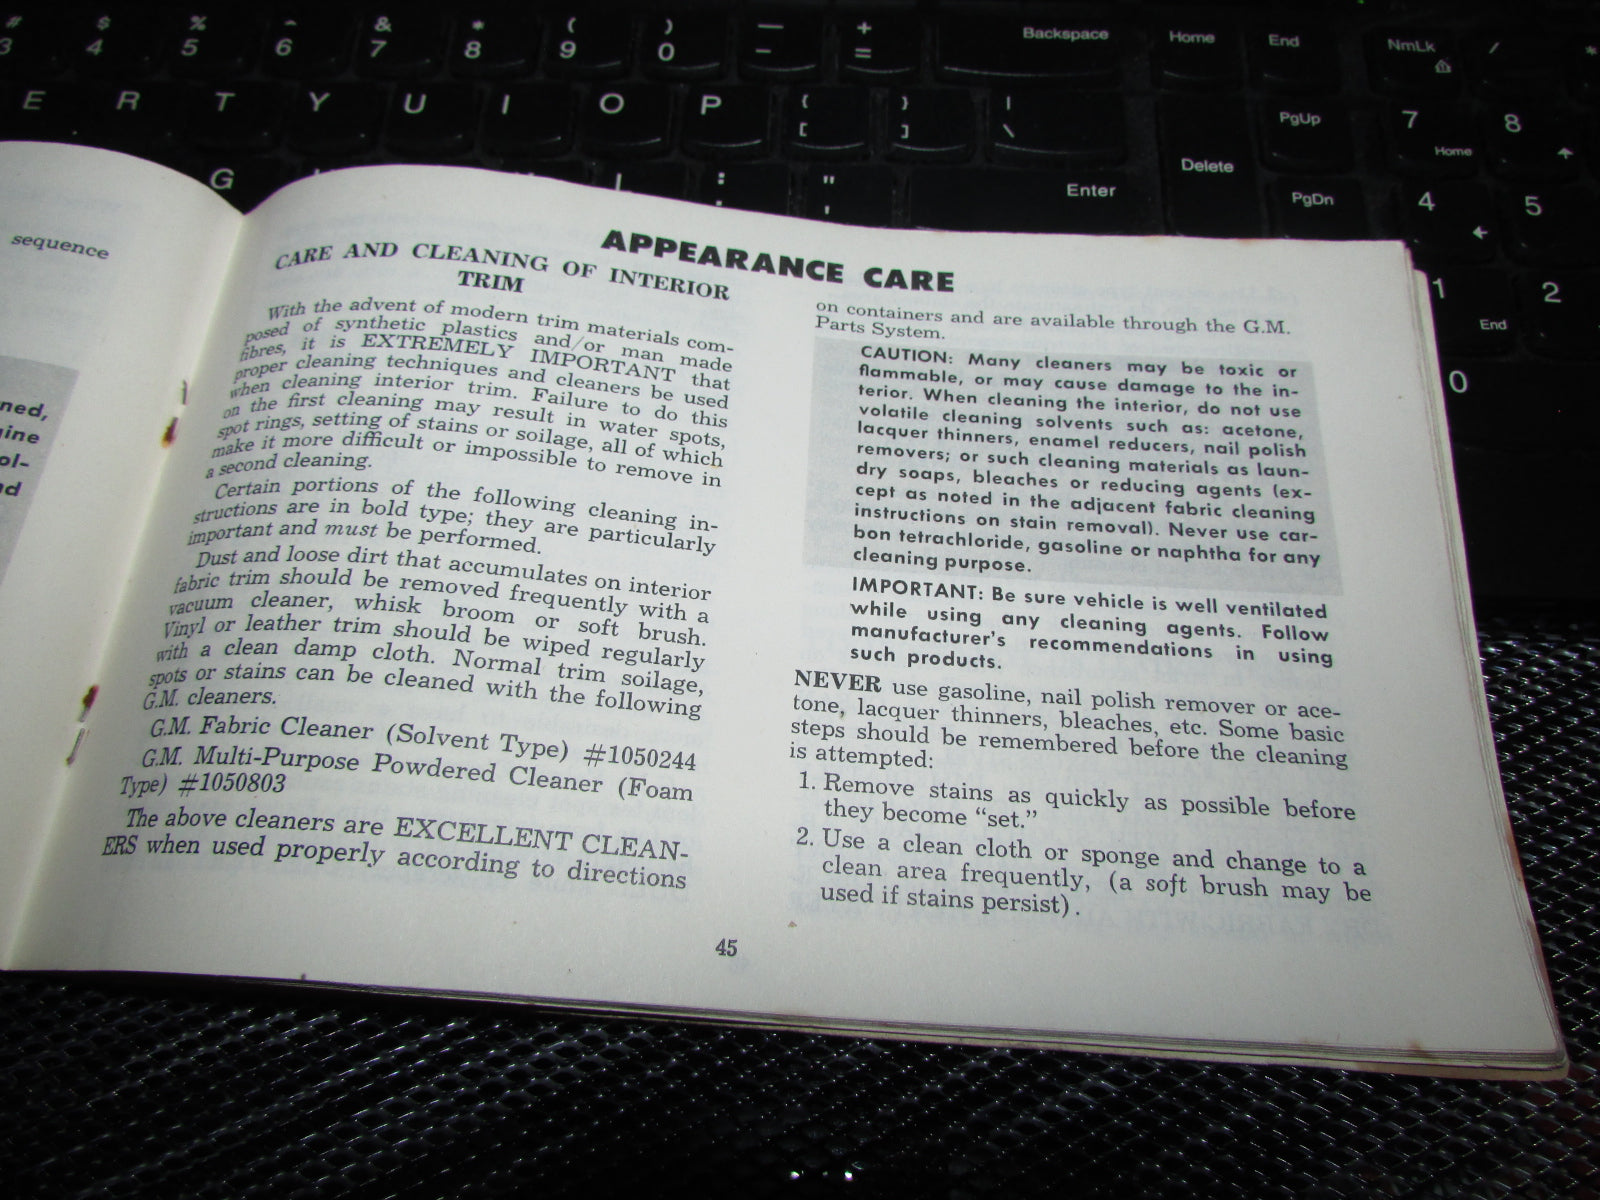 # $ % ^ & * ( ) — +
3 4 5 6 7 8 9 0 - =
Backspace Home End NmLk / *
E R T Y U I O P { [ } ] | \
Delete PgUp PgDn 7 Home 8
G L : ; " ' Enter 4 5
1 End 2
0
sequence
ned,
ine
ol-
d
APPEARANCE CARE
CARE AND CLEANING OF INTERIOR
TRIM
With the advent of modern trim materials com-
posed of synthetic plastics and/or man made
fibres, it is EXTREMELY IMPORTANT that
proper cleaning techniques and cleaners be used
when cleaning interior trim. Failure to do this
on the first cleaning may result in water spots,
spot rings, setting of stains or soilage, all of which
make it more difficult or impossible to remove in
a second cleaning.
Certain portions of the following cleaning in-
structions are in bold type; they are particularly
important and must be performed.
Dust and loose dirt that accumulates on interior
fabric trim should be removed frequently with a
vacuum cleaner, whisk broom or soft brush.
Vinyl or leather trim should be wiped regularly
with a clean damp cloth. Normal trim soilage,
spots or stains can be cleaned with the following
G.M. cleaners.
G.M. Fabric Cleaner (Solvent Type) #1050244
G.M. Multi-Purpose Powdered Cleaner (Foam
Type) #1050803
The above cleaners are EXCELLENT CLEAN-
ERS when used properly according to directions
on containers and are available through the G.M.
Parts System.
CAUTION: Many cleaners may be toxic or
flammable, or may cause damage to the in-
terior. When cleaning the interior, do not use
volatile cleaning solvents such as: acetone,
lacquer thinners, enamel reducers, nail polish
removers; or such cleaning materials as laun-
dry soaps, bleaches or reducing agents (ex-
cept as noted in the adjacent fabric cleaning
instructions on stain removal). Never use car-
bon tetrachloride, gasoline or naphtha for any
cleaning purpose.
IMPORTANT: Be sure vehicle is well ventilated
while using any cleaning agents. Follow
manufacturer's recommendations in using
such products.
NEVER use gasoline, nail polish remover or ace-
tone, lacquer thinners, bleaches, etc. Some basic
steps should be remembered before the cleaning
is attempted:
1. Remove stains as quickly as possible before
they become “set.”
2. Use a clean cloth or sponge and change to a
clean area frequently, (a soft brush may be
used if stains persist).
45